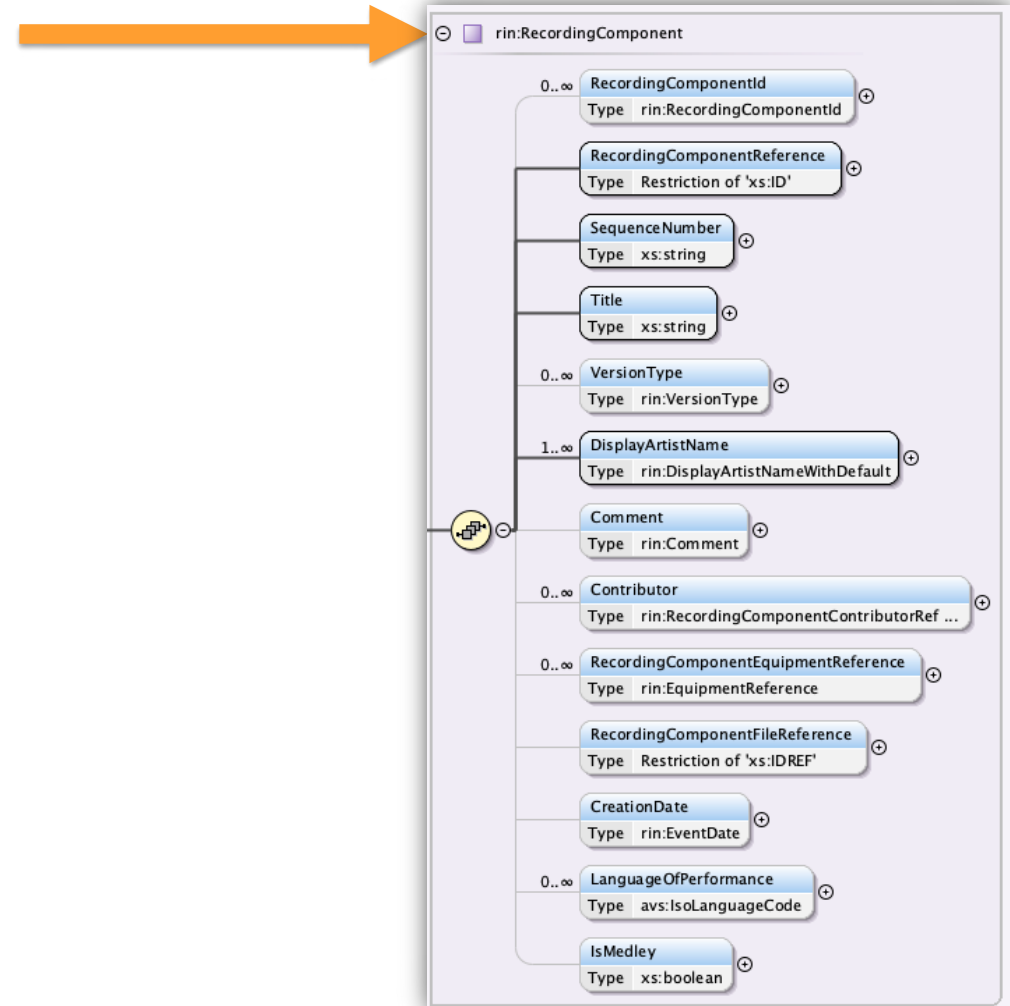 rin:RecordingComponent
0..∞ RecordingComponentId
Type rin:RecordingComponentId
RecordingComponentReference
Type Restriction of 'xs:ID'
SequenceNumber
Type xs:string
Title
Type xs:string
0..∞ VersionType
Type rin:VersionType
1..∞ DisplayArtistName
Type rin:DisplayArtistNameWithDefault
Comment
Type rin:Comment
0..∞ Contributor
Type rin:RecordingComponentContributorRef ...
0..∞ RecordingComponentEquipmentReference
Type rin:EquipmentReference
RecordingComponentFileReference
Type Restriction of 'xs:IDREF'
CreationDate
Type rin:EventDate
0..∞ LanguageOfPerformance
Type avs:IsoLanguageCode
IsMedley
Type xs:boolean